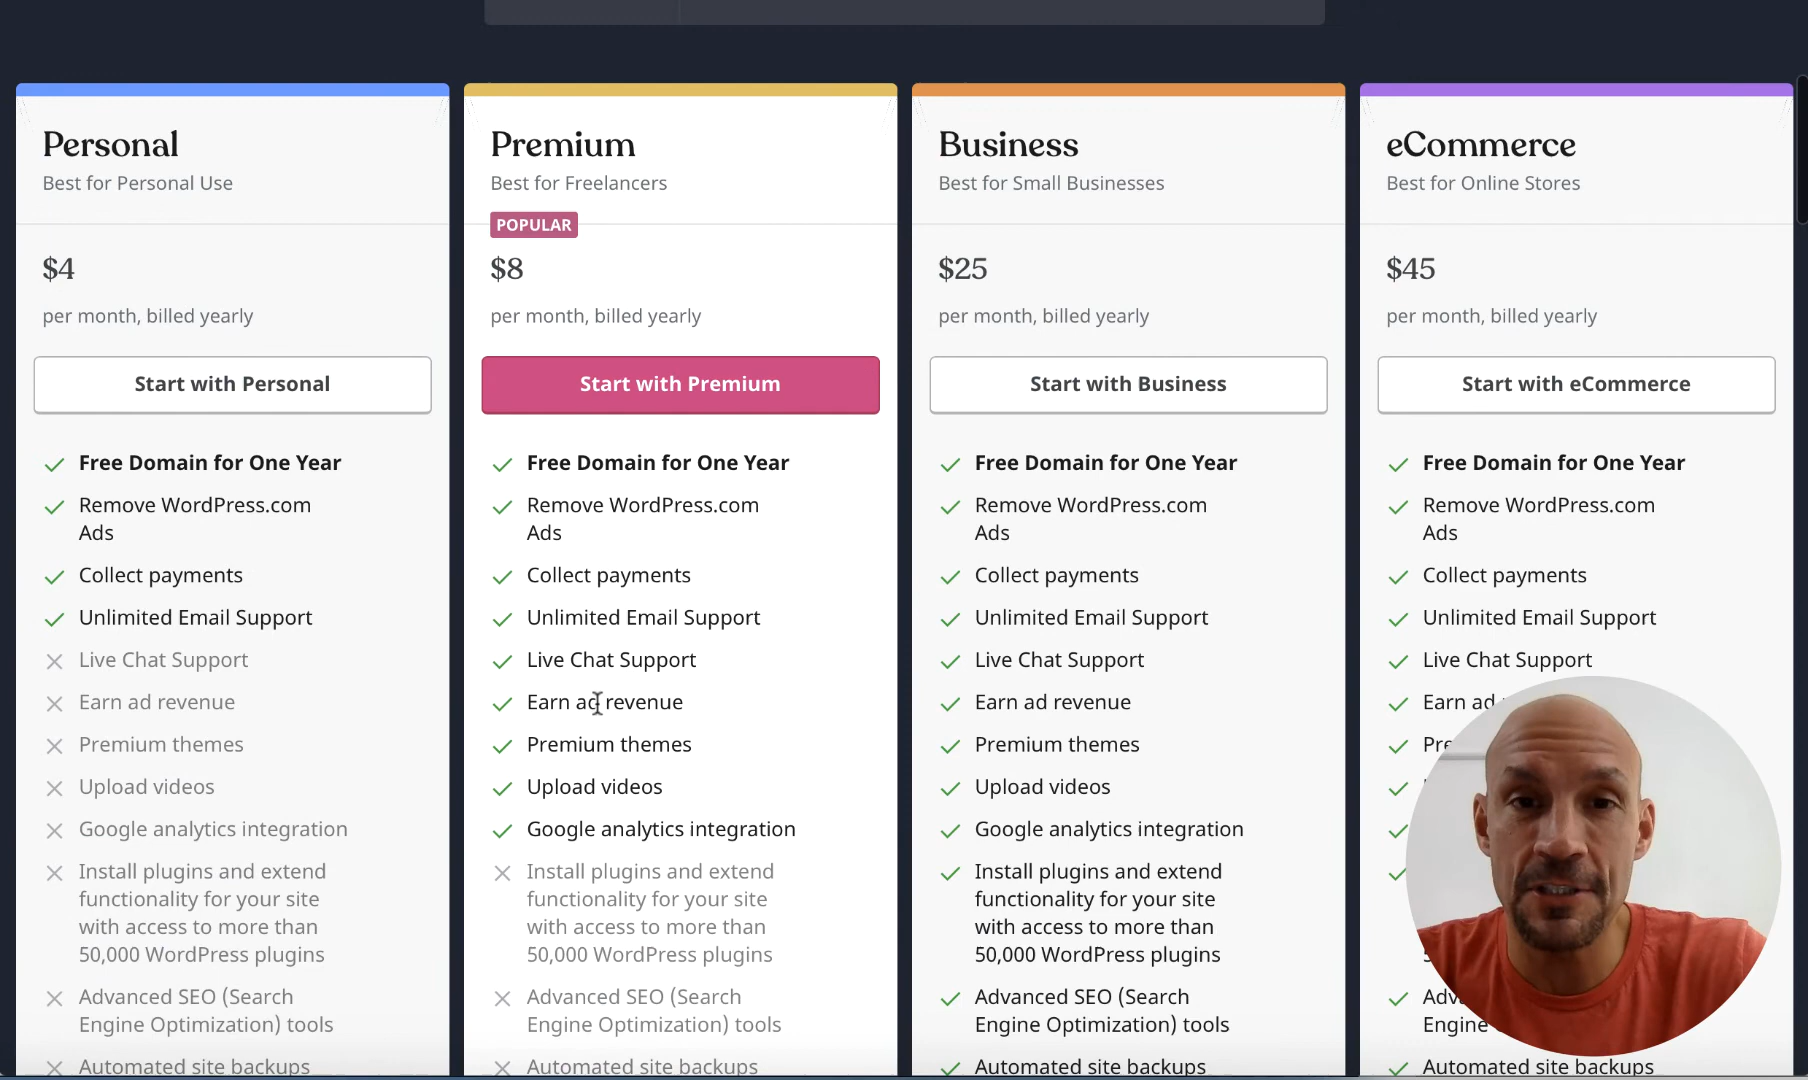 Personal
Best for Personal Use
$4
per month, billed yearly
Start with Personal
Free Domain for One Year
Remove WordPress.com
Ads
Collect payments
Unlimited Email Support
Live Chat Support
Earn ad revenue
Premium themes
Upload videos
Google analytics integration
Install plugins and extend
functionality for your site
with access to more than
50,000 WordPress plugins
Advanced SEO (Search
Engine Optimization) tools
Automated site backups
Premium
Best for Freelancers
POPULAR
$8
per month, billed yearly
Start with Premium
Free Domain for One Year
Remove WordPress.com
Ads
Collect payments
Unlimited Email Support
Live Chat Support
Earn ad revenue
Premium themes
Upload videos
Google analytics integration
Install plugins and extend
functionality for your site
with access to more than
50,000 WordPress plugins
Advanced SEO (Search
Engine Optimization) tools
Automated site backups
Business
Best for Small Businesses
$25
per month, billed yearly
Start with Business
Free Domain for One Year
Remove WordPress.com
Ads
Collect payments
Unlimited Email Support
Live Chat Support
Earn ad revenue
Premium themes
Upload videos
Google analytics integration
Install plugins and extend
functionality for your site
with access to more than
50,000 WordPress plugins
Advanced SEO (Search
Engine Optimization) tools
Automated site backups
eCommerce
Best for Online Stores
$45
per month, billed yearly
Start with eCommerce
Free Domain for One Year
Remove WordPress.com
Ads
Collect payments
Unlimited Email Support
Live Chat Support
Earn ad
Engine
Automated site backups